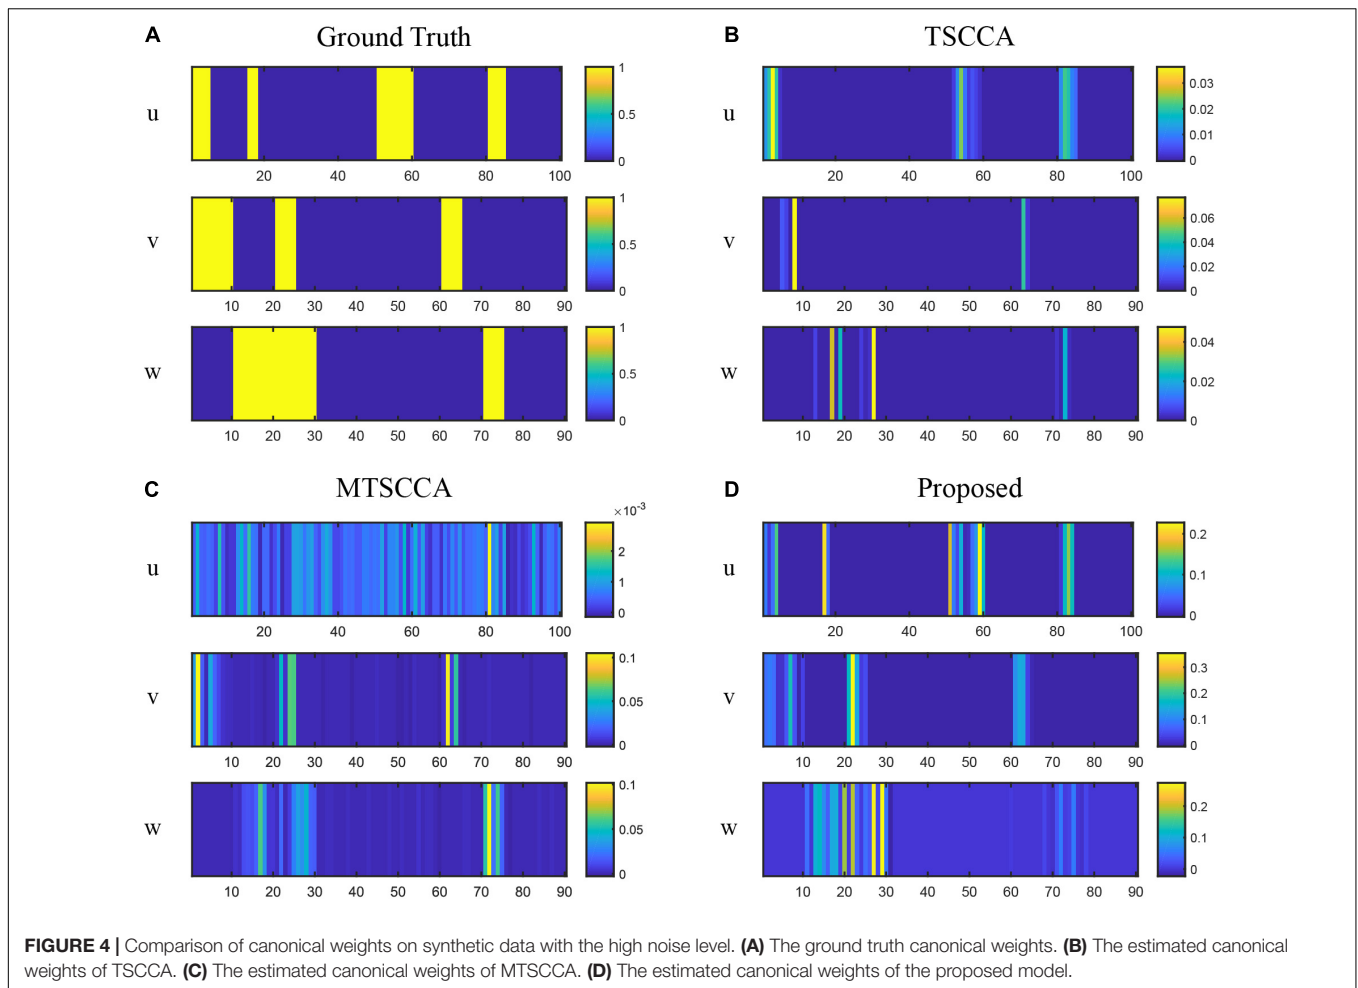 A
Ground Truth
u
1
0.5
0
20 40 60 80 100
v
1
0.5
0
10 20 30 40 50 60 70 80 90
w
1
0.5
0
10 20 30 40 50 60 70 80 90
B
TSCCA
u
0.03
0.02
0.01
0
20 40 60 80 100
v
0.06
0.04
0.02
0
10 20 30 40 50 60 70 80 90
w
0.04
0.02
0
10 20 30 40 50 60 70 80 90
C
MTSCCA
×10⁻³
u
2
1
0
20 40 60 80 100
v
0.1
0.05
0
10 20 30 40 50 60 70 80 90
w
0.1
0.05
0
10 20 30 40 50 60 70 80 90
D
Proposed
u
0.2
0.1
0
20 40 60 80 100
v
0.3
0.2
0.1
0
10 20 30 40 50 60 70 80 90
w
0.2
0.1
0
10 20 30 40 50 60 70 80 90
FIGURE 4 | Comparison of canonical weights on synthetic data with the high noise level. (A) The ground truth canonical weights. (B) The estimated canonical
weights of TSCCA. (C) The estimated canonical weights of MTSCCA. (D) The estimated canonical weights of the proposed model.